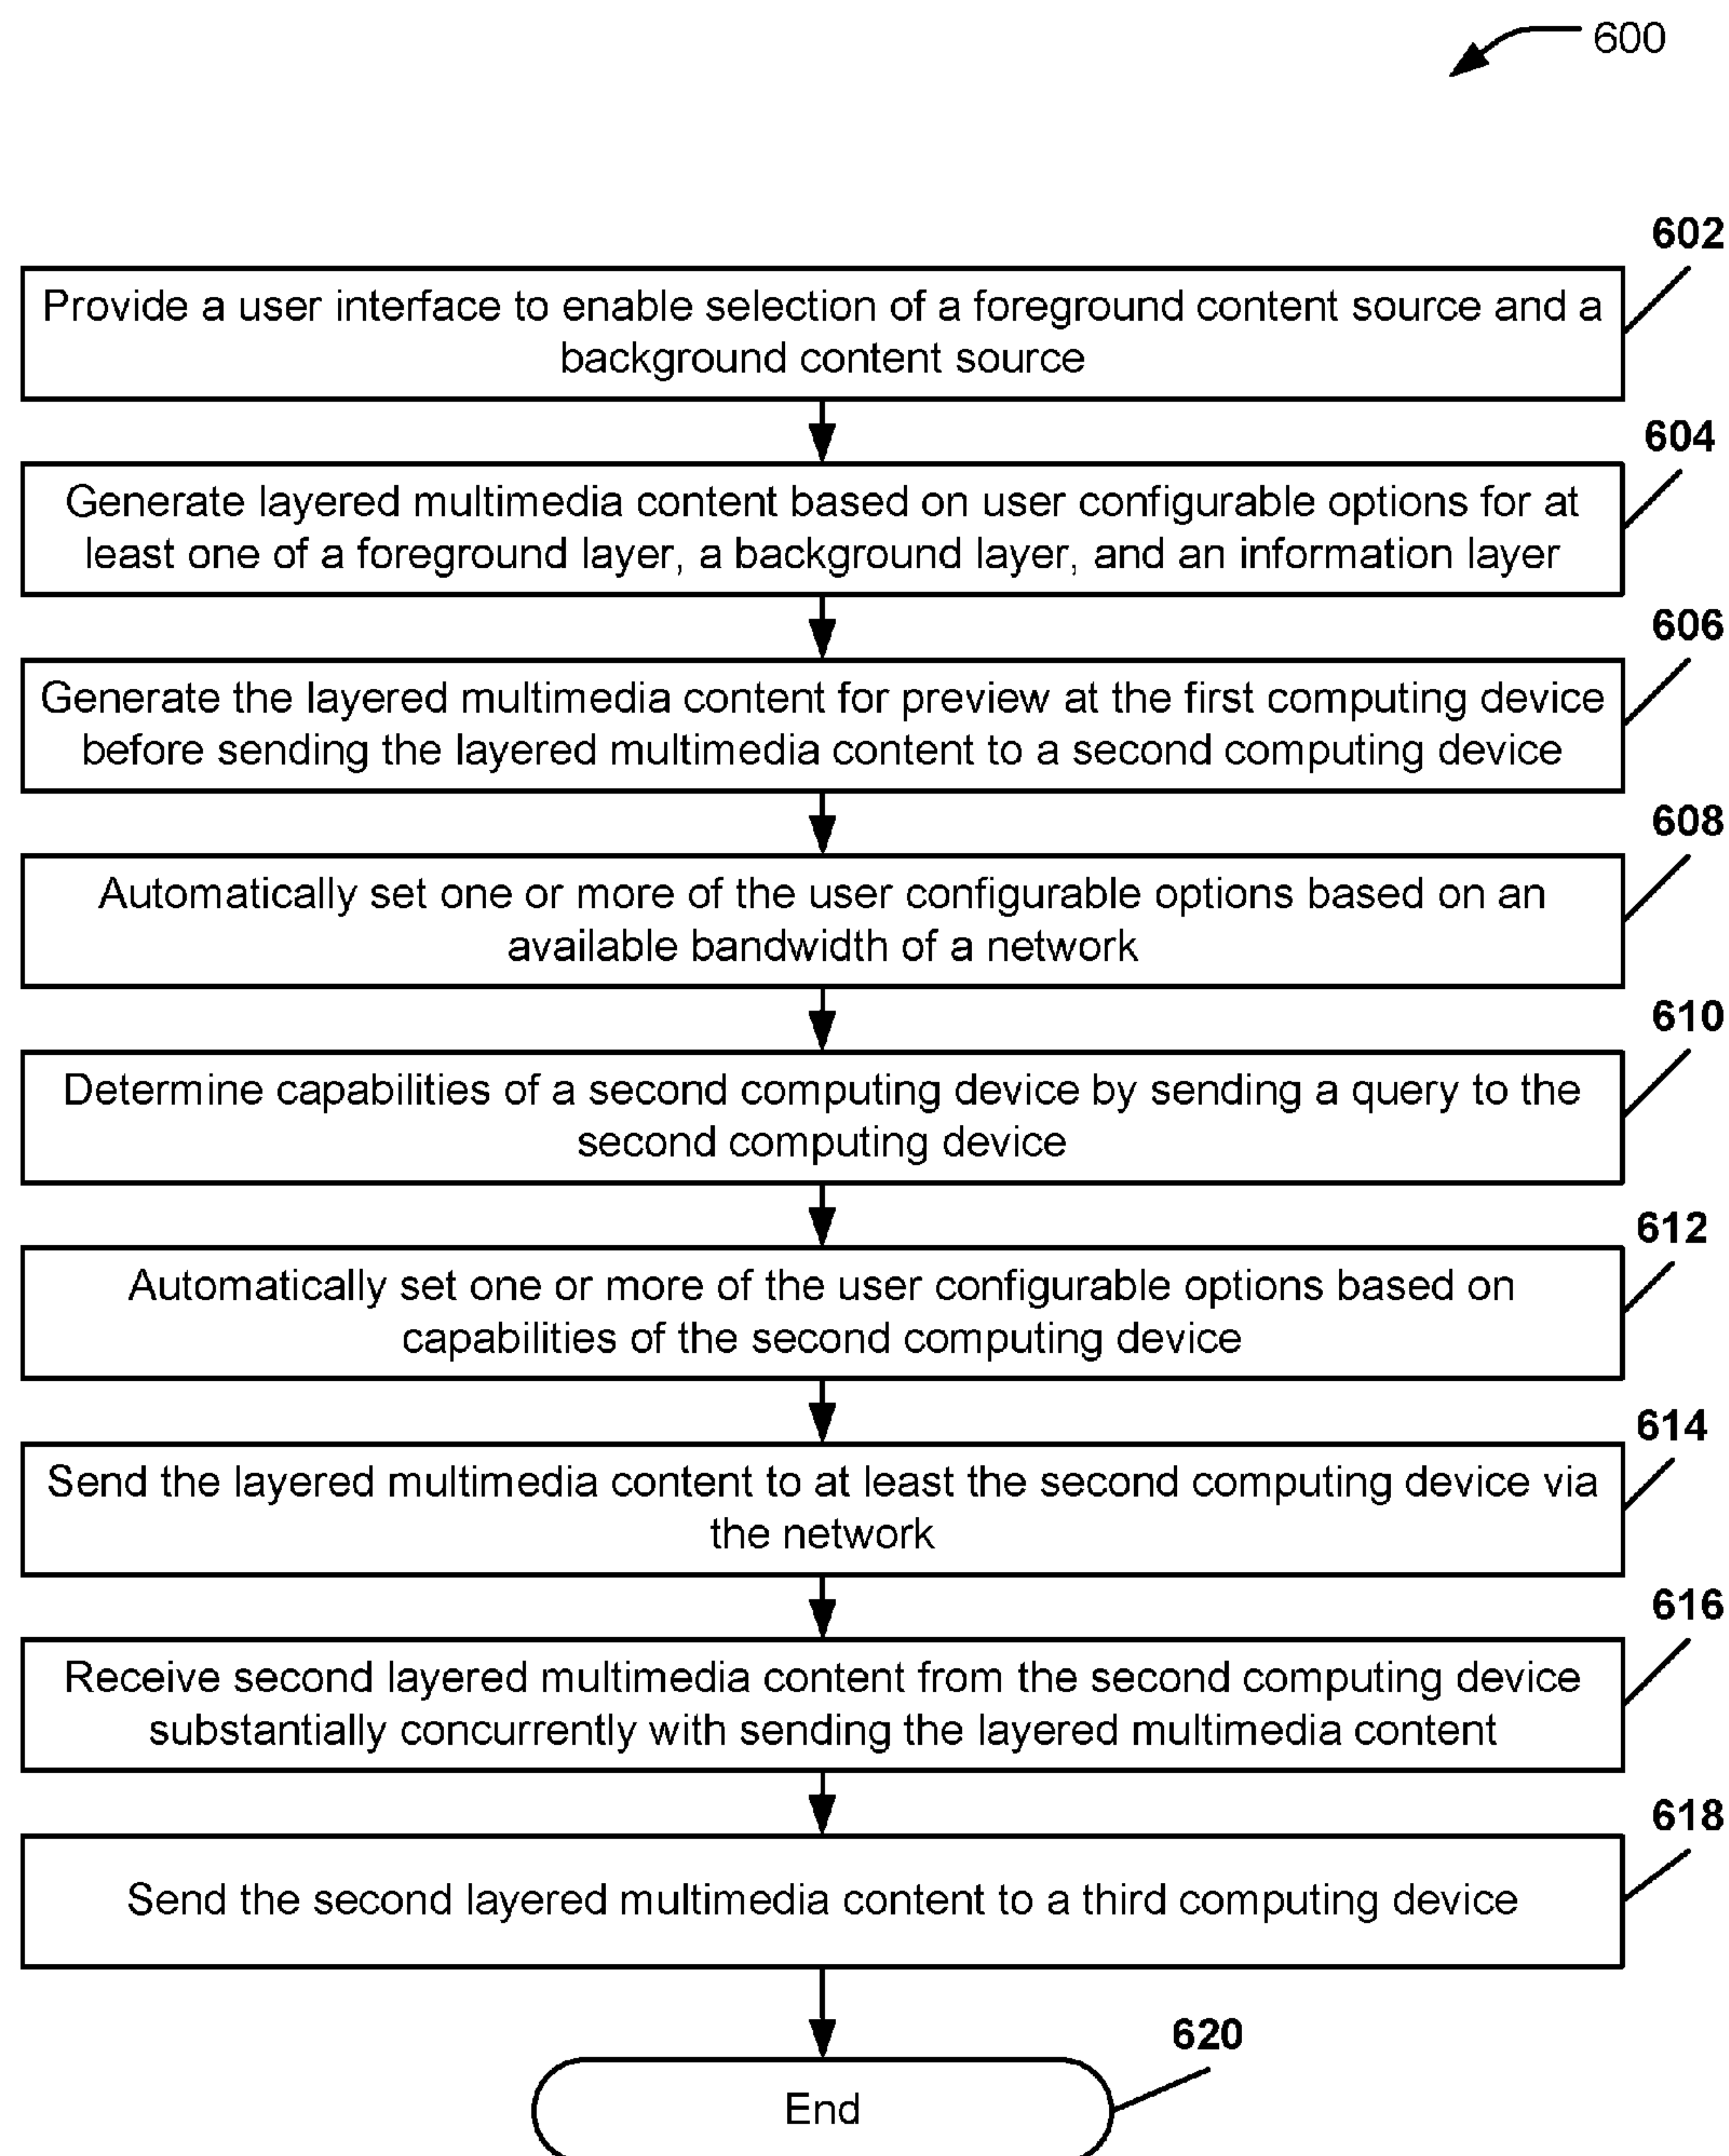 600
602
Provide a user interface to enable selection of a foreground content source and a
background content source
604
Generate layered multimedia content based on user configurable options for at
least one of a foreground layer, a background layer, and an information layer
606
Generate the layered multimedia content for preview at the first computing device
before sending the layered multimedia content to a second computing device
608
Automatically set one or more of the user configurable options based on an
available bandwidth of a network
610
Determine capabilities of a second computing device by sending a query to the
second computing device
612
Automatically set one or more of the user configurable options based on
capabilities of the second computing device
614
Send the layered multimedia content to at least the second computing device via
the network
616
Receive second layered multimedia content from the second computing device
substantially concurrently with sending the layered multimedia content
618
Send the second layered multimedia content to a third computing device
620
End